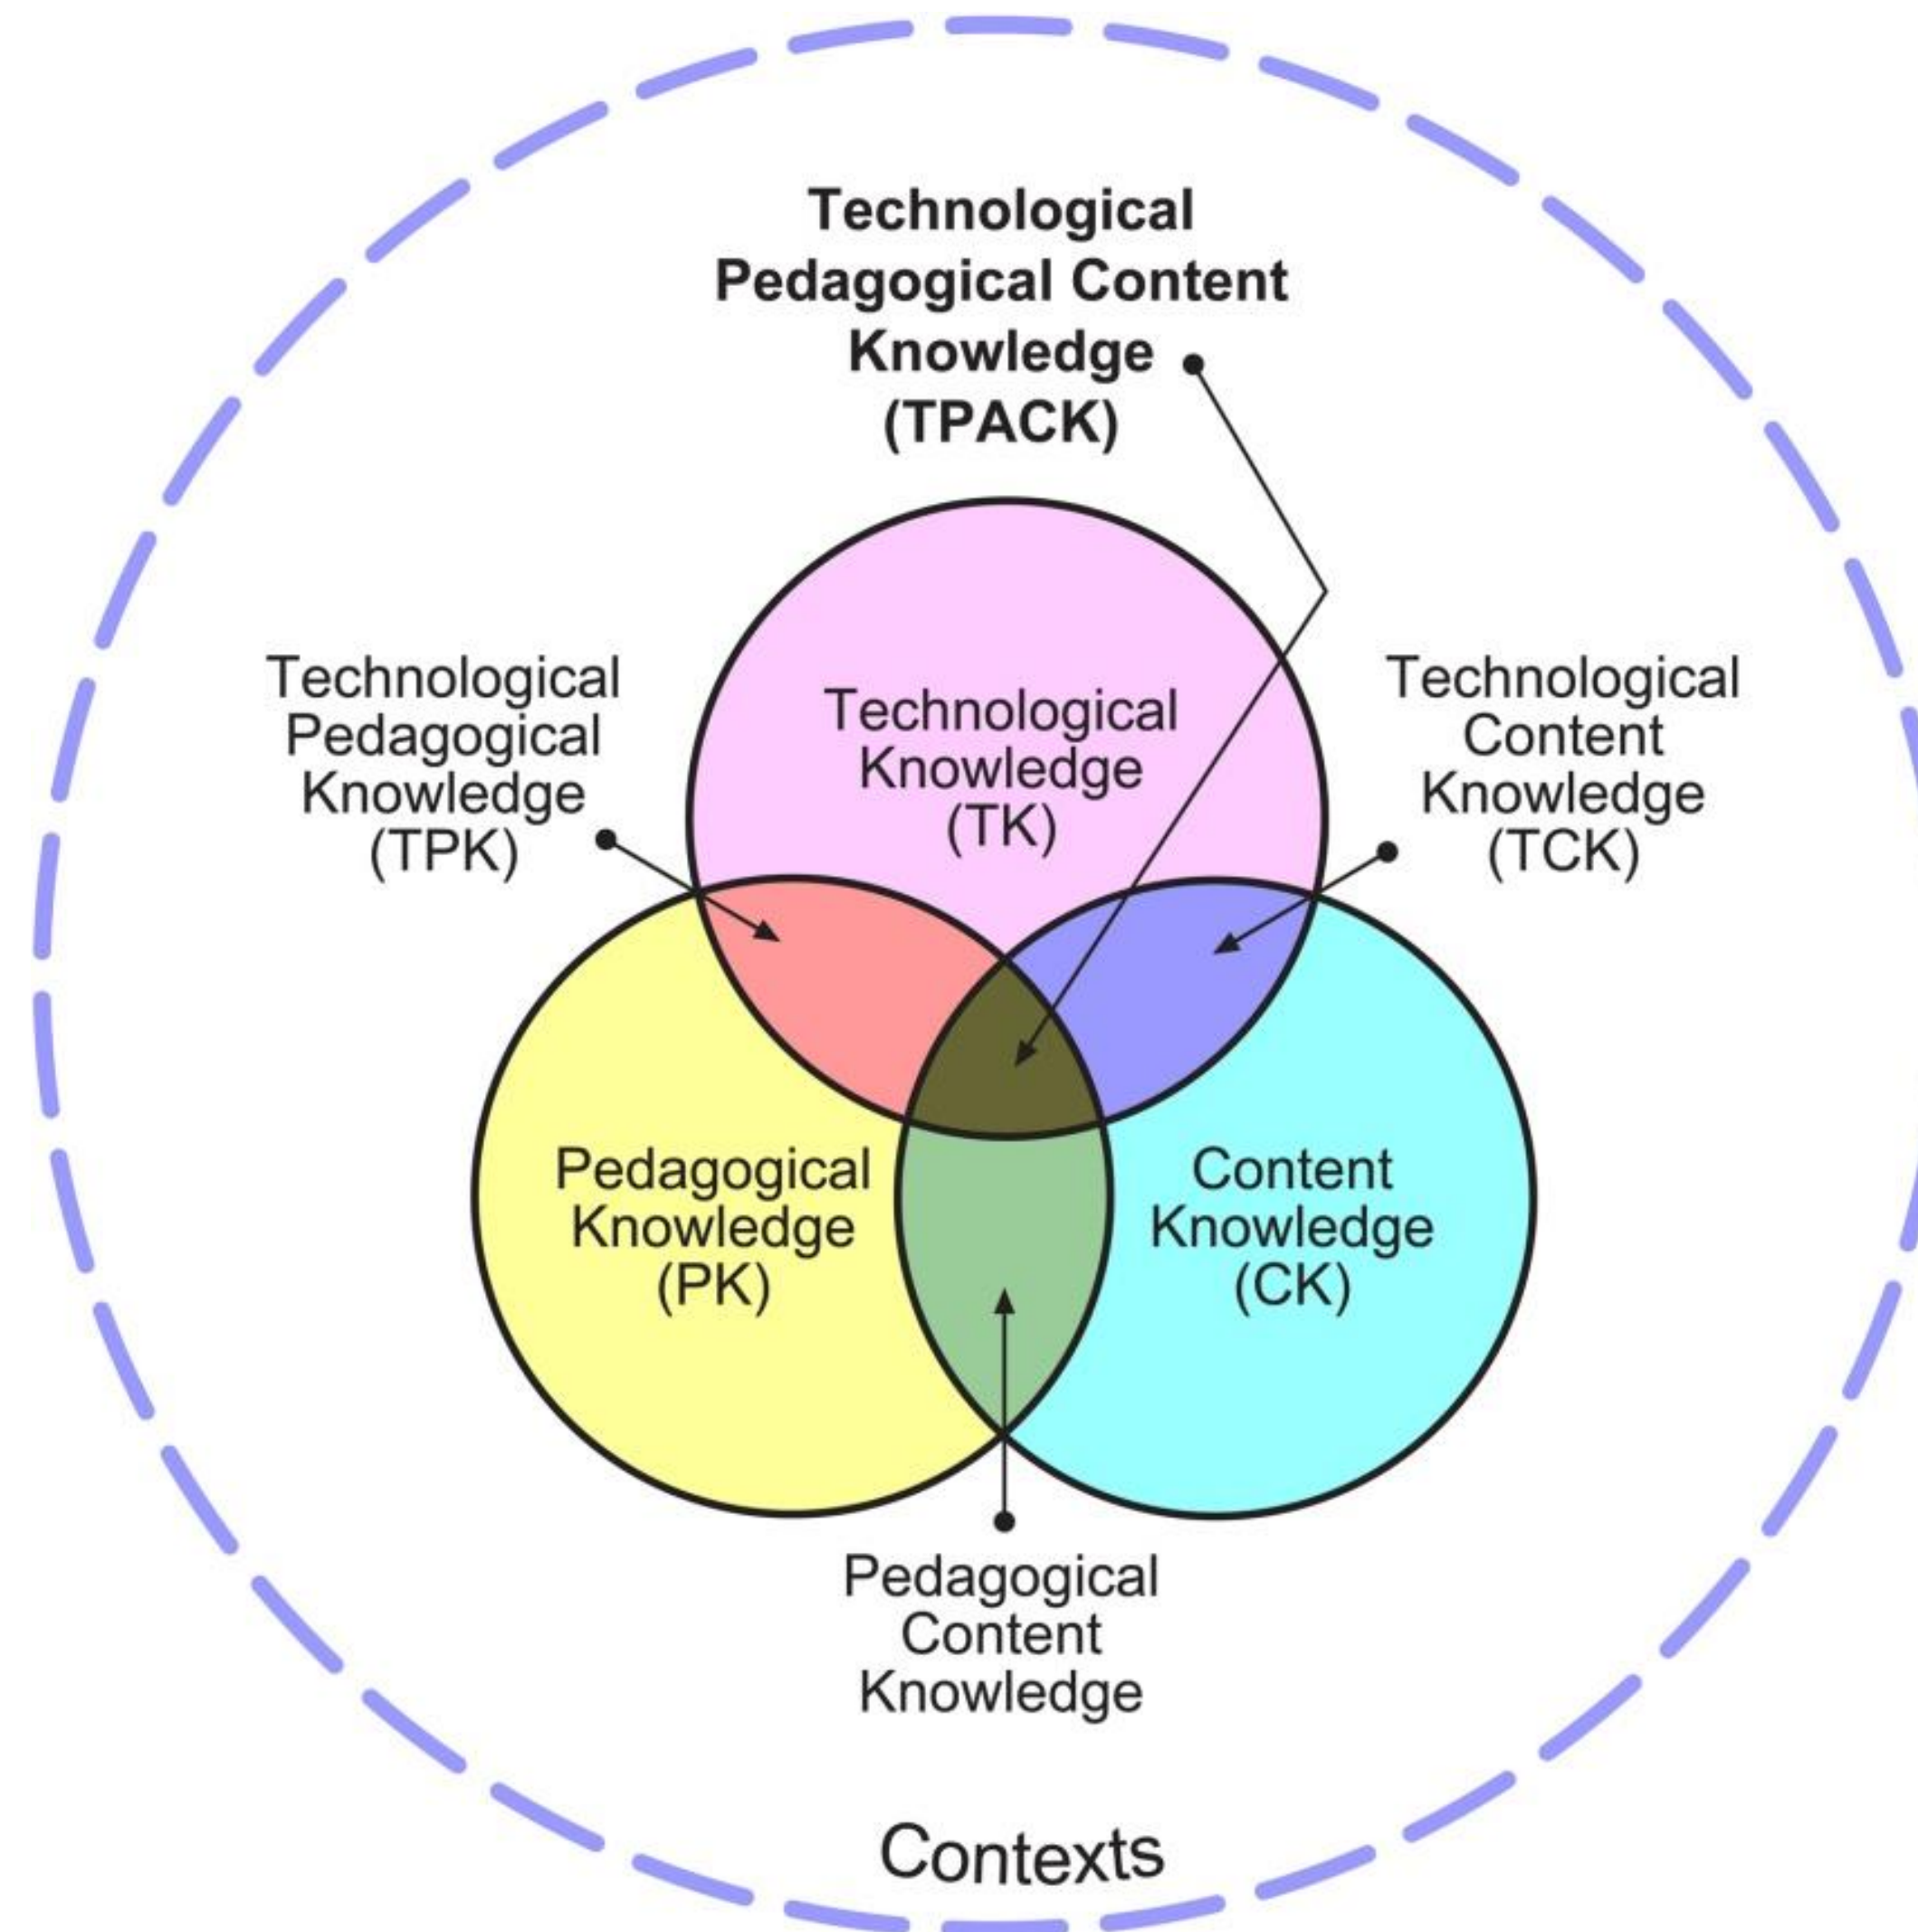 Technological
Pedagogical Content
Knowledge
(TPACK)
Technological
Pedagogical
Knowledge
(TPK)
Technological
Knowledge
(TK)
Technological
Content
Knowledge
(TCK)
Pedagogical
Knowledge
(PK)
Content
Knowledge
(CK)
Pedagogical
Content
Knowledge
Contexts